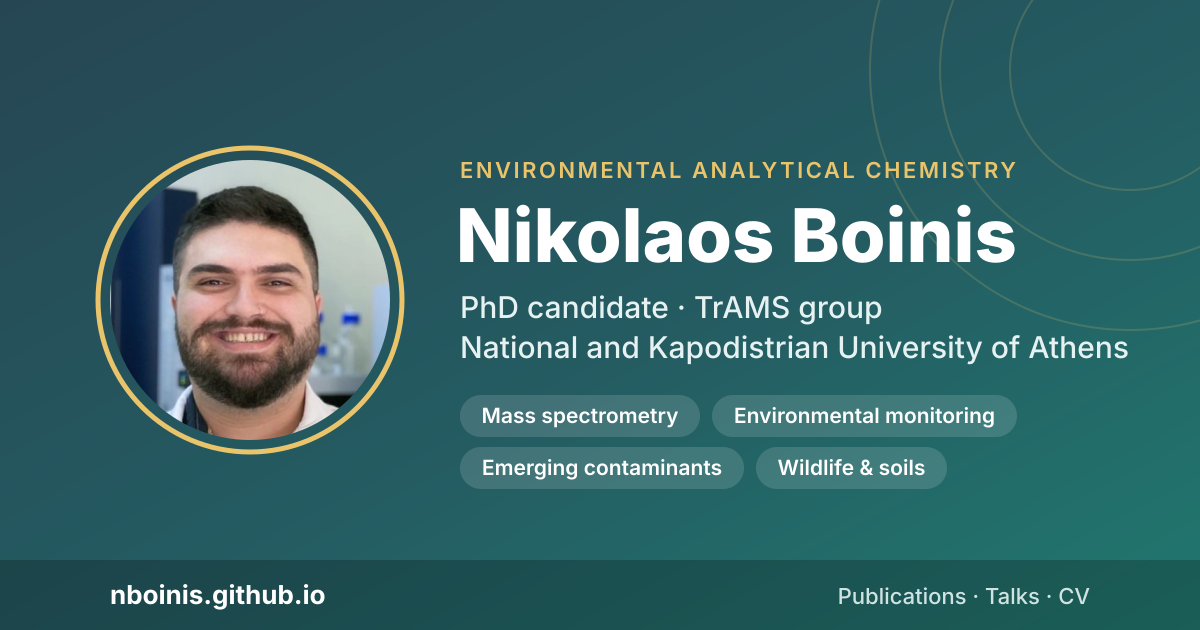 ENVIRONMENTAL ANALYTICAL CHEMISTRY
Nikolaos Boinis
PhD candidate · TrAMS group
National and Kapodistrian University of Athens
Mass spectrometry
Environmental monitoring
Emerging contaminants
Wildlife & soils
nboinis.github.io
Publications · Talks · CV